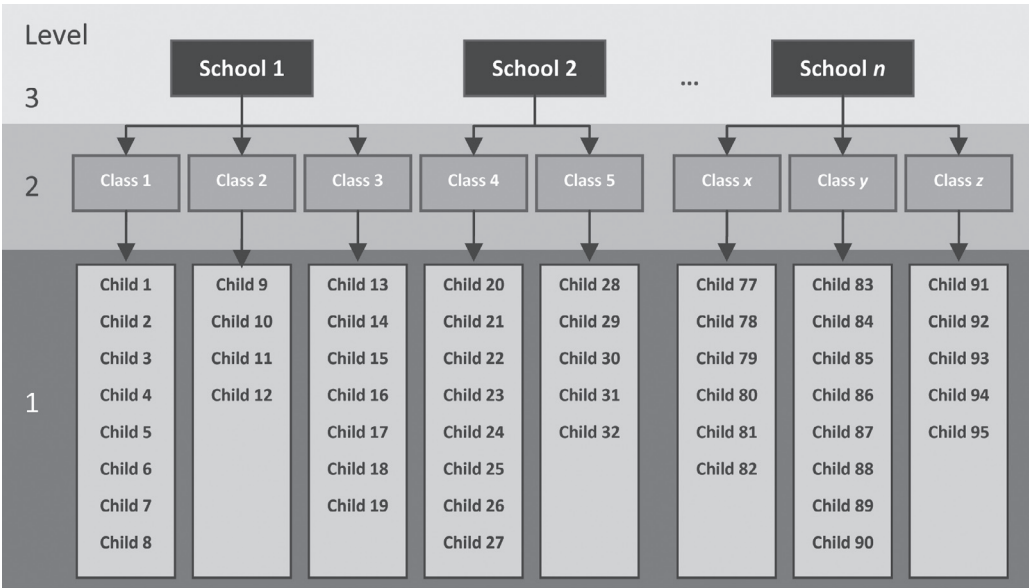 Level
School 1
School 2
...
School n
3
2
Class 1
Class 2
Class 3
Class 4
Class 5
Class x
Class y
Class z
1
Child 1
Child 2
Child 3
Child 4
Child 5
Child 6
Child 7
Child 8
Child 9
Child 10
Child 11
Child 12
Child 13
Child 14
Child 15
Child 16
Child 17
Child 18
Child 19
Child 20
Child 21
Child 22
Child 23
Child 24
Child 25
Child 26
Child 27
Child 28
Child 29
Child 30
Child 31
Child 32
Child 77
Child 78
Child 79
Child 80
Child 81
Child 82
Child 83
Child 84
Child 85
Child 86
Child 87
Child 88
Child 89
Child 90
Child 91
Child 92
Child 93
Child 94
Child 95